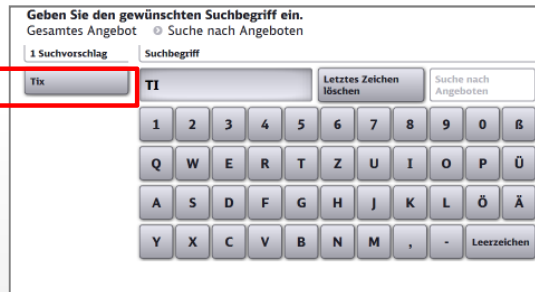 Geben Sie den gewünschten Suchbegriff ein.
Gesamtes Angebot Suche nach Angeboten
1 Suchvorschlag Suchbegriff
Tix
TI
Letztes Zeichen
löschen
Suche nach
Angeboten
1 2 3 4 5 6 7 8 9 0 ß
Q W E R T Z U I O P Ü
A S D F G H J K L Ö Ä
Y X C V B N M , - Leerzeichen